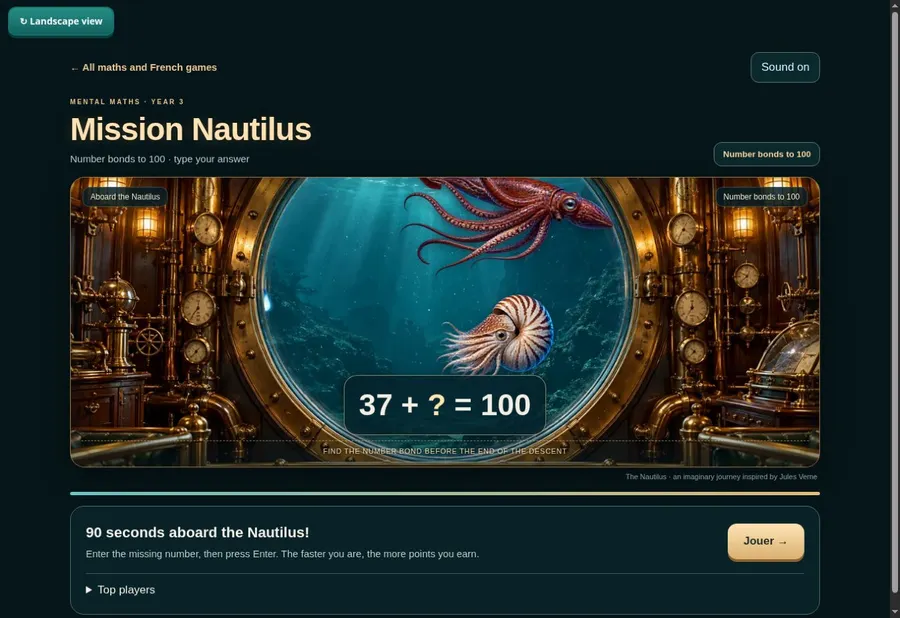 ↻ Landscape view
← All maths and French games
Sound on
MENTAL MATHS · YEAR 3
Mission Nautilus
Number bonds to 100 · type your answer
Number bonds to 100
Aboard the Nautilus
Number bonds to 100
37 + ? = 100
FIND THE NUMBER BOND BEFORE THE END OF THE DESCENT
The Nautilus · an imaginary journey inspired by Jules Verne
90 seconds aboard the Nautilus!
Enter the missing number, then press Enter. The faster you are, the more points you earn.
Jouer →
▶ Top players